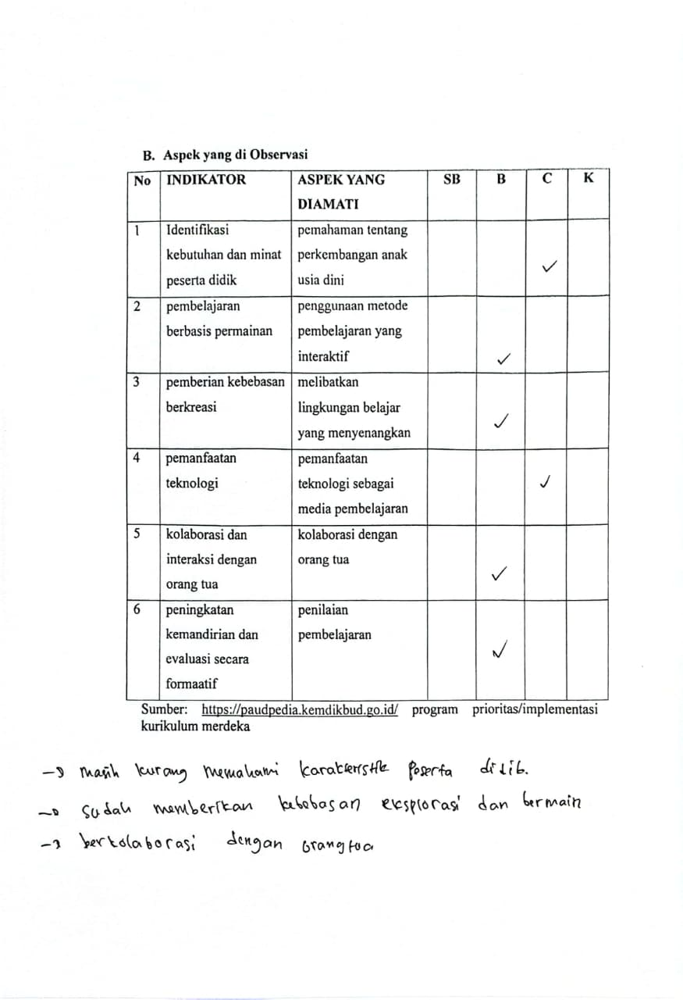 B. Aspek yang di Observasi
No INDIKATOR ASPEK YANG DIAMATI SB B C K
1 Identifikasi pemahaman tentang
kebutuhan dan minat perkembangan anak
peserta didik usia dini
✓
2 pembelajaran penggunaan metode
berbasis permainan pembelajaran yang
interaktif
✓
3 pemberian kebebasan melibatkan
berkreasi lingkungan belajar
yang menyenangkan
✓
4 pemanfaatan pemanfaatan
teknologi teknologi sebagai
media pembelajaran
✓
5 kolaborasi dan kolaborasi dengan
interaksi dengan orang tua
orang tua
✓
6 peningkatan penilaian
kemandirian dan pembelajaran
evaluasi secara
formaatif
✓
Sumber: https://paudpedia.kemdikbud.go.id/ program prioritas/implementasi
kurikulum merdeka
→ masih kurang memahami karakteristik peserta
→ sudah memberikan kebebasan eksplorasi dan bermain
→ berkolaborasi dengan orangtua